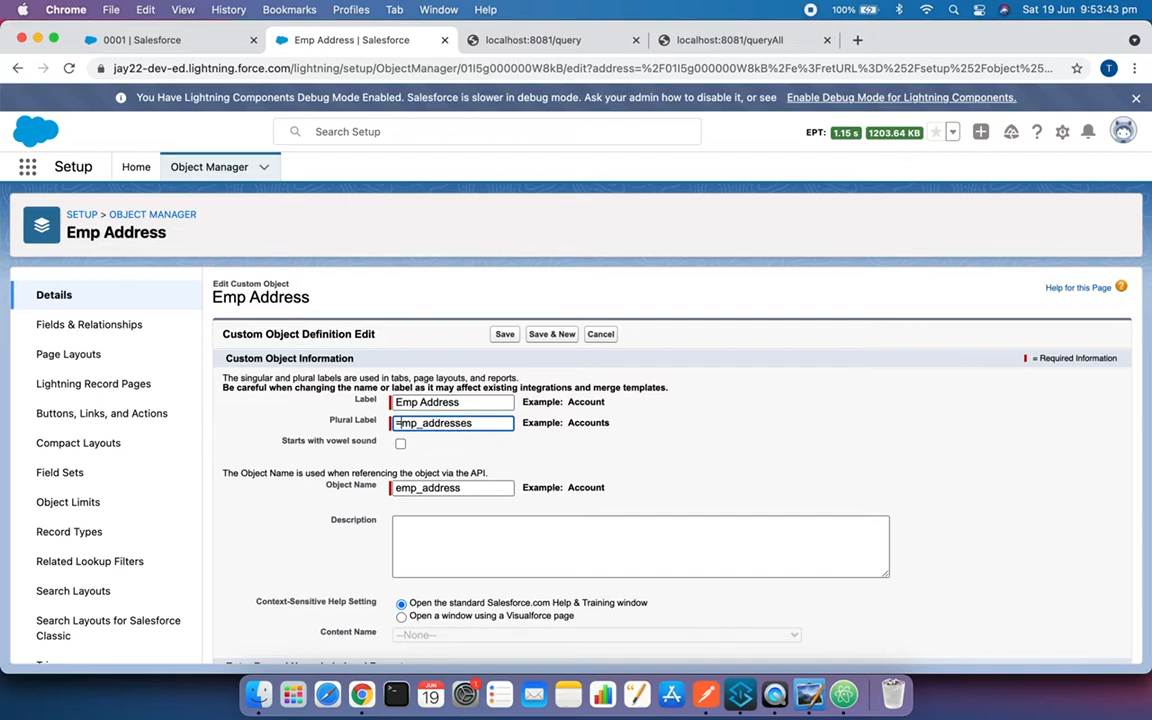 Chrome File Edit View History Bookmarks Profiles Tab Window Help 100% Sat 19 Jun 9:53:43 pm
0001 | Salesforce Emp Address | Salesforce localhost:8081/query localhost:8081/queryAll
jay22-dev-ed.lightning.force.com/lightning/setup/ObjectManager/01I5g000000W8kB/edit?address=%2F01I5g000000W8kB%2Fe%3FretURL%3D%252Fsetup%252Fobject%25... T
You Have Lightning Components Debug Mode Enabled. Salesforce is slower in debug mode. Ask your admin how to disable it, or see Enable Debug Mode for Lightning Components.
Search Setup EPT: 1.15 s 1203.64 KB
Setup Home Object Manager
SETUP > OBJECT MANAGER
Emp Address
Details
Fields & Relationships
Page Layouts
Lightning Record Pages
Buttons, Links, and Actions
Compact Layouts
Field Sets
Object Limits
Record Types
Related Lookup Filters
Search Layouts
Search Layouts for Salesforce
Classic
Edit Custom Object
Emp Address
Help for this Page
Custom Object Definition Edit Save Save & New Cancel
Custom Object Information = Required Information
The singular and plural labels are used in tabs, page layouts, and reports.
Be careful when changing the name or label as it may affect existing integrations and merge templates.
Label Emp Address Example: Account
Plural Label mp_addresses Example: Accounts
Starts with vowel sound
The Object Name is used when referencing the object via the API.
Object Name emp_address Example: Account
Description
Context-Sensitive Help Setting Open the standard Salesforce.com Help & Training window
Open a window using a Visualforce page
Content Name --None--
JUN
19
1